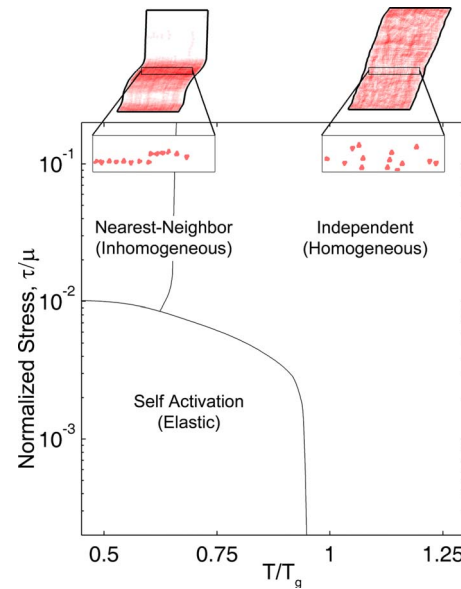 10⁻¹
Nearest-Neighbor
(Inhomogeneous)
Independent
(Homogeneous)
Normalized Stress, τ/μ
10⁻²
Self Activation
(Elastic)
10⁻³
0.5 0.75 1 1.25
T/Tg